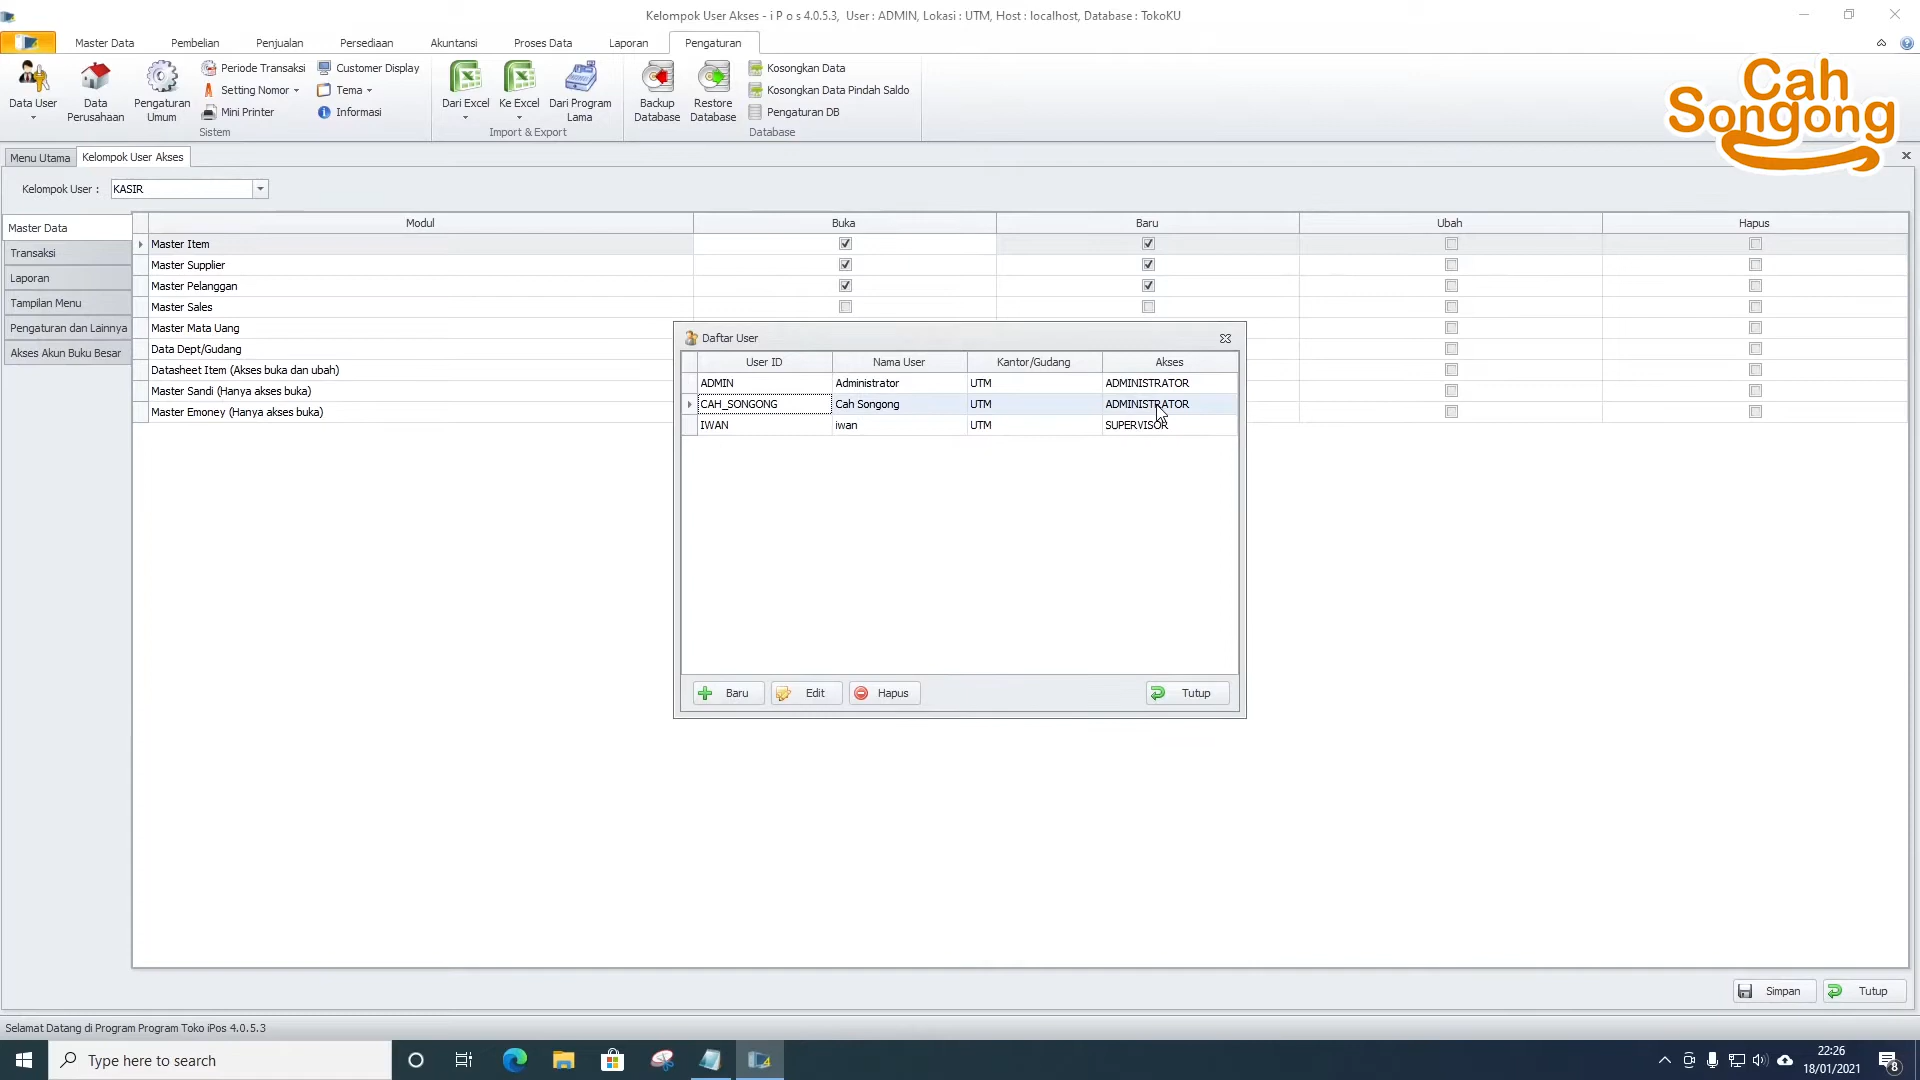 Kelompok User Akses - i P o s 4.0.5.3, User : ADMIN, Lokasi : UTM, Host : localhost, Database : TokoKU
Master Data
Pembelian
Penjualan
Persediaan
Akuntansi
Proses Data
Laporan
Pengaturan
Data User
Data Perusahaan
Pengaturan Umum
Periode Transaksi
Setting Nomor
Mini Printer
Customer Display
Tema
Informasi
Sistem
Dari Excel
Ke Excel
Dari Program Lama
Import & Export
Backup Database
Restore Database
Kosongkan Data
Kosongkan Data Pindah Saldo
Pengaturan DB
Database
Cah
Songong
Menu Utama
Kelompok User Akses
Kelompok User : KASIR
Master Data
Transaksi
Laporan
Tampilan Menu
Pengaturan dan Lainnya
Akses Akun Buku Besar
Modul Buka Baru Ubah Hapus
Master Item
Master Supplier
Master Pelanggan
Master Sales
Master Mata Uang
Data Dept/Gudang
Datasheet Item (Akses buka dan ubah)
Master Sandi (Hanya akses buka)
Master Emoney (Hanya akses buka)
Daftar User
User ID Nama User Kantor/Gudang Akses
ADMIN Administrator UTM ADMINISTRATOR
CAH_SONGONG Cah Songong UTM ADMINISTRATOR
IWAN iwan UTM SUPERVISOR
Baru Edit Hapus Tutup
Simpan Tutup
Selamat Datang di Program Program Toko iPos 4.0.5.3
Type here to search
22:26
18/01/2021
8